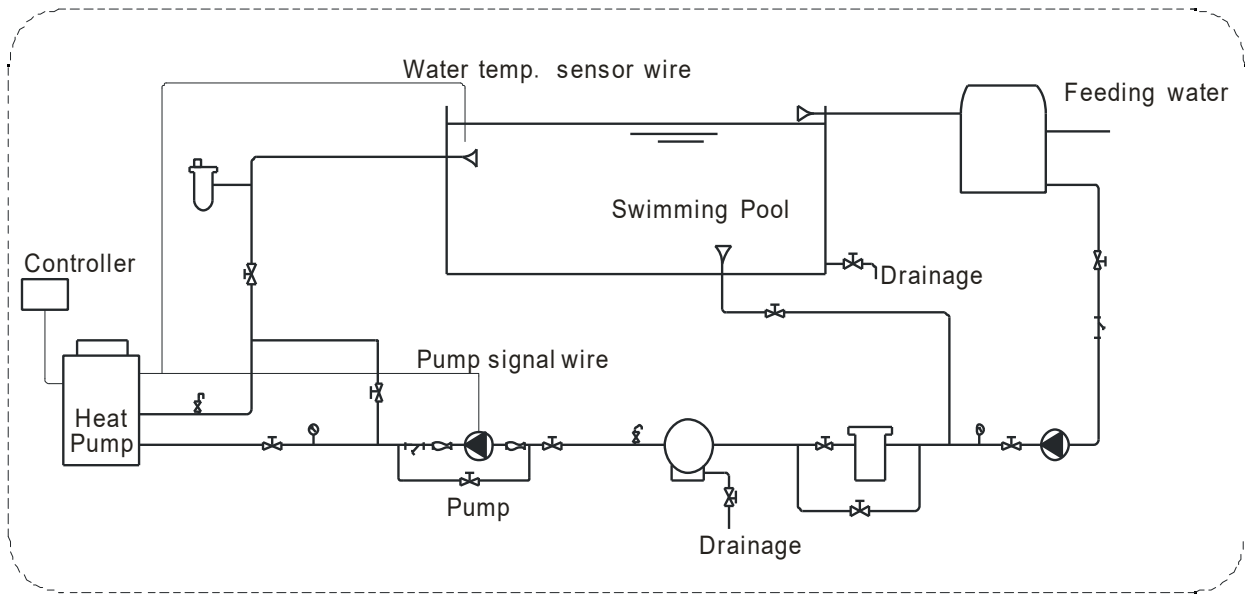 Water temp. sensor wire
Feeding water
Swimming Pool
Controller
Drainage
Pump signal wire
Heat
Pump
Pump
Drainage